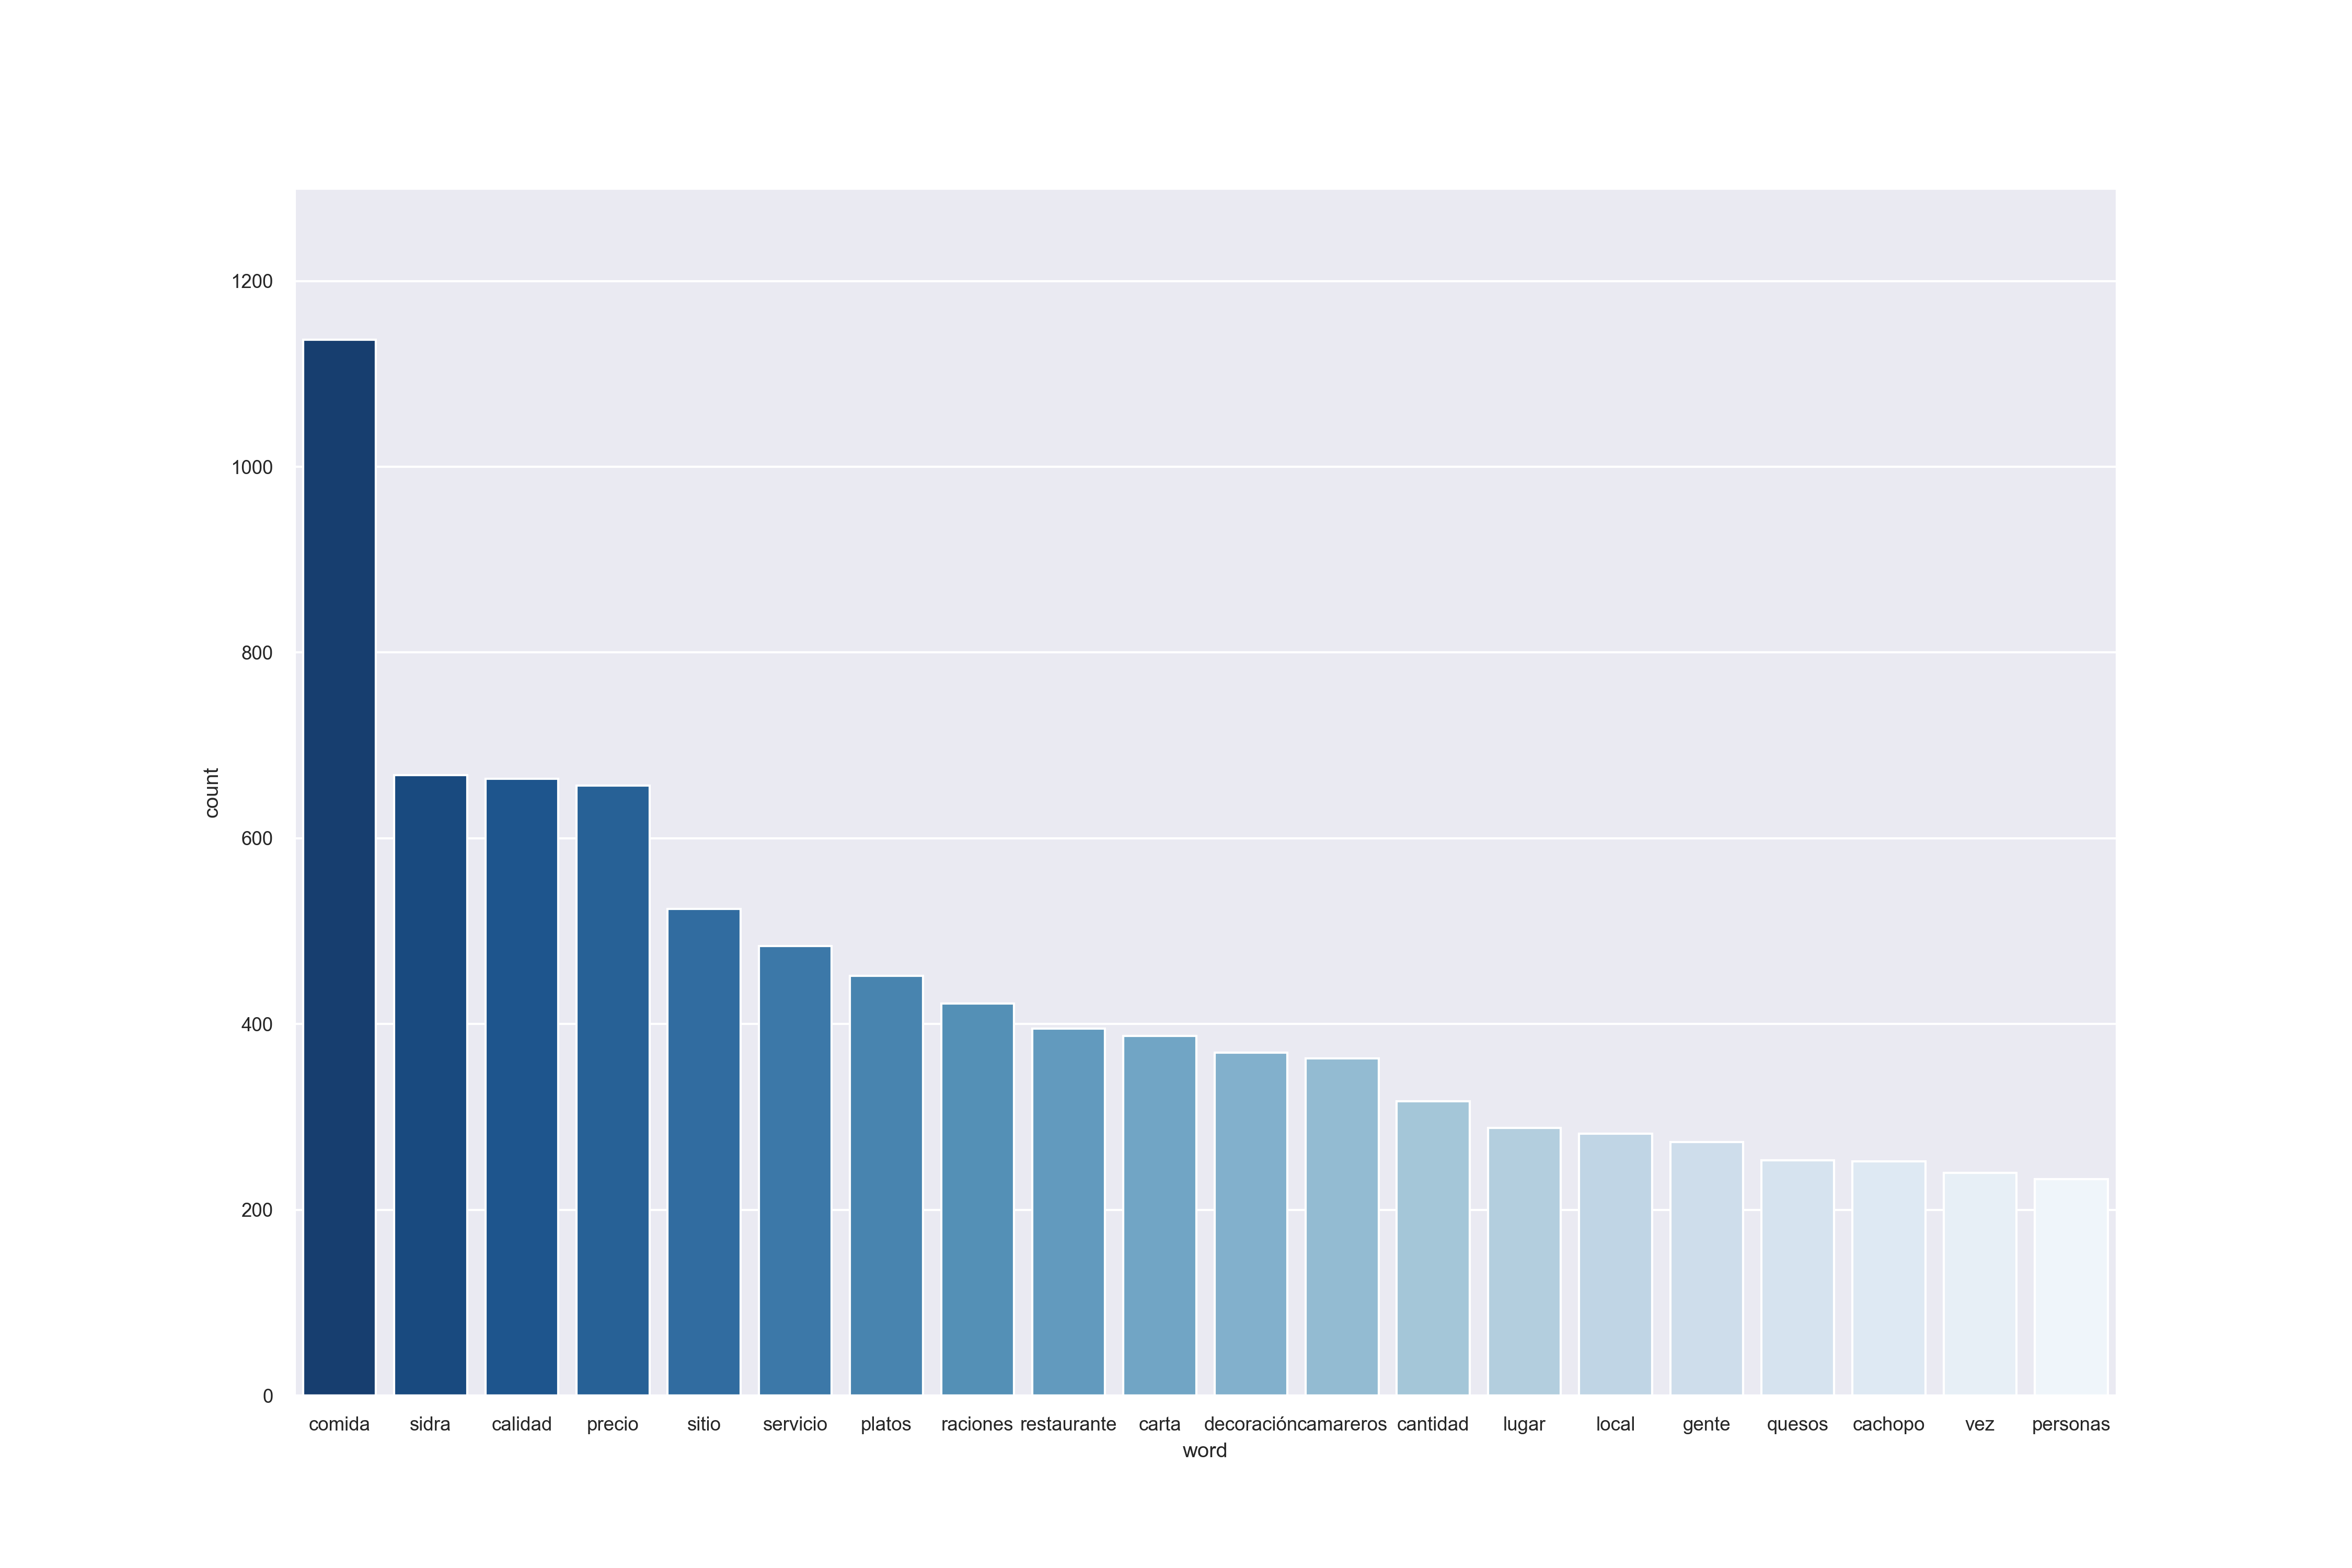 1200
1000
800
600
400
200
0
count
comida sidra calidad precio sitio servicio platos raciones restaurante carta decoración camareros cantidad lugar local gente quesos cachopo vez personas
word